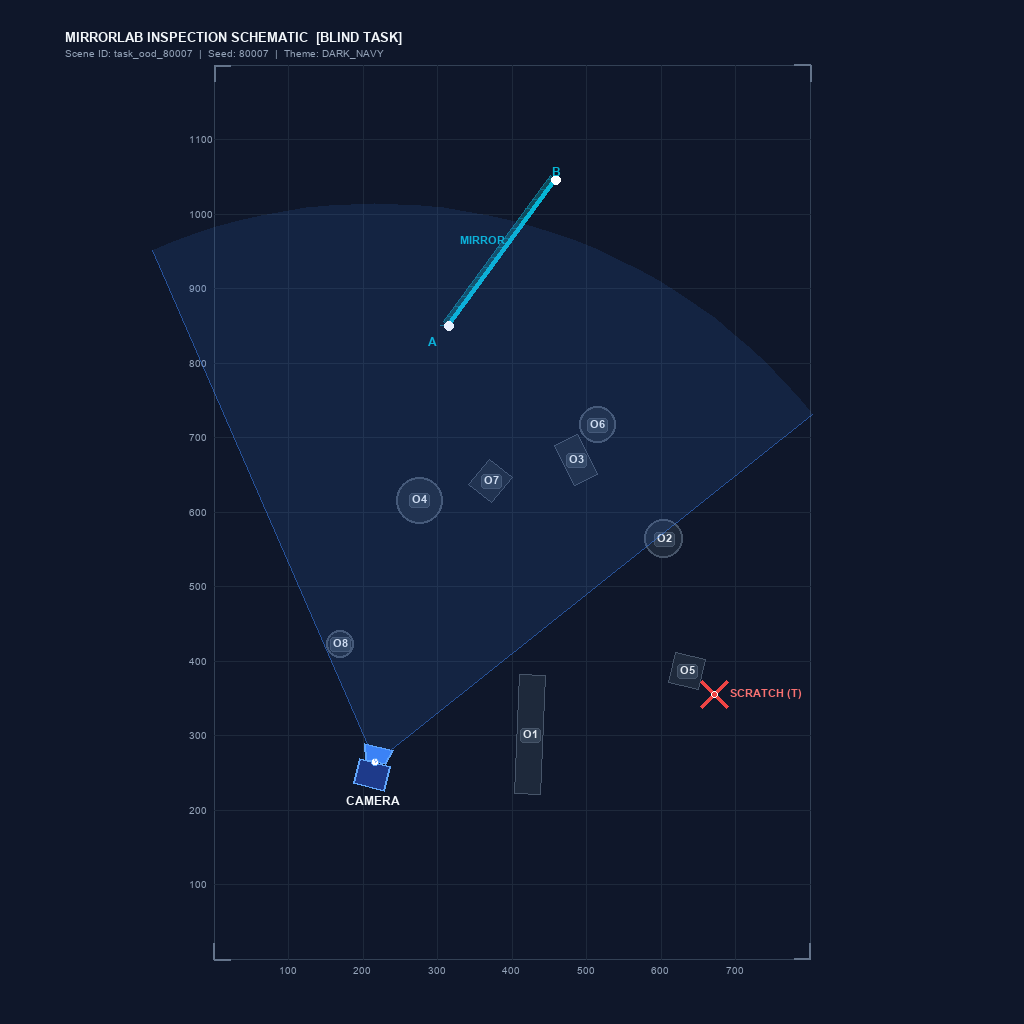 MIRRORLAB INSPECTION SCHEMATIC [BLIND TASK]
Scene ID: task_ood_80007 | Seed: 80007 | Theme: DARK_NAVY
1100
B
1000
MIRROR
900
A
800
700
O6
O3
O7
O4
600
O2
500
O8
400
O5
SCRATCH (T)
300
O1
CAMERA
200
100
100 200 300 400 500 600 700